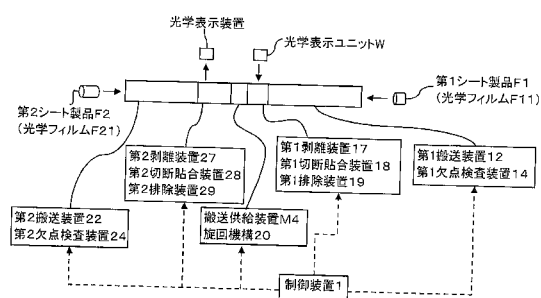 光学表示装置
光学表示ユニットW
第2シート製品F2
(光学フィルムF21)
第1シート製品F1
(光学フィルムF11)
第2剥離装置27
第2切断貼合装置28
第2排除装置29
第1剥離装置17
第1切断貼合装置18
第1排除装置19
第1搬送装置12
第1欠点検査装置14
第2搬送装置22
第2欠点検査装置24
搬送供給装置M4
旋回機構20
制御装置1